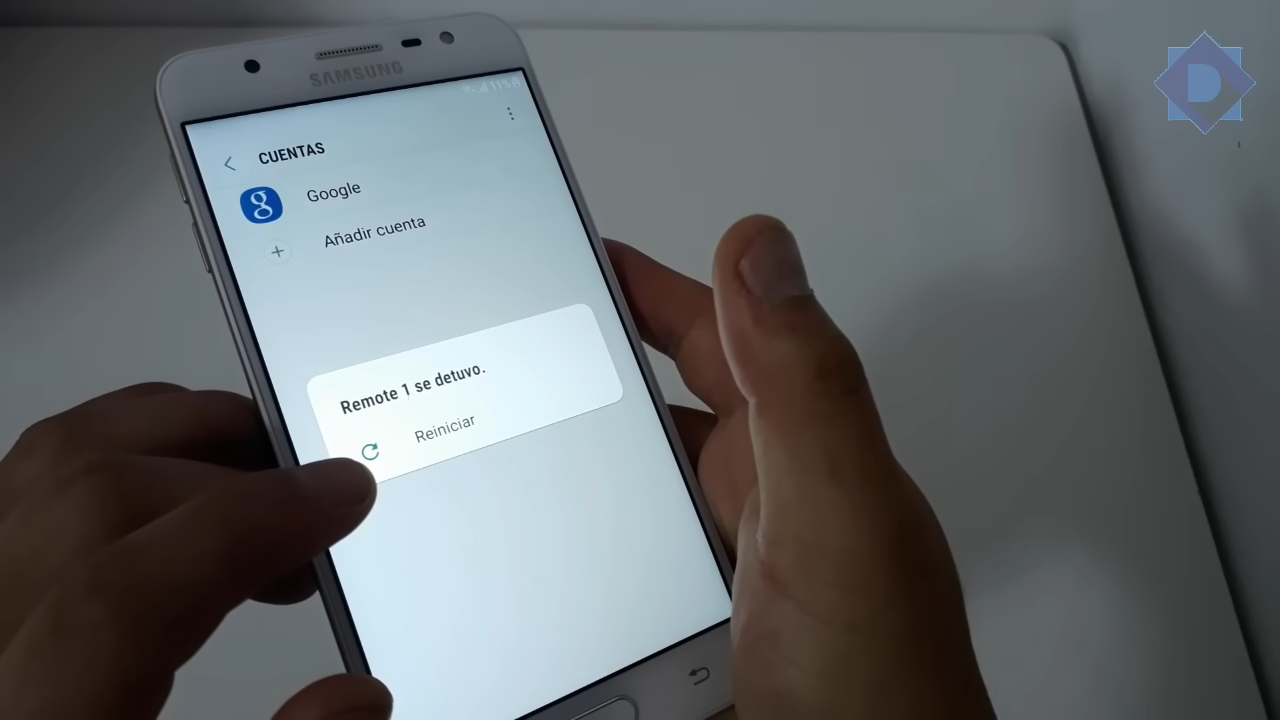 SAMSUNG
CUENTAS
Google
Añadir cuenta
Remote 1 se detuvo.
Reiniciar
D